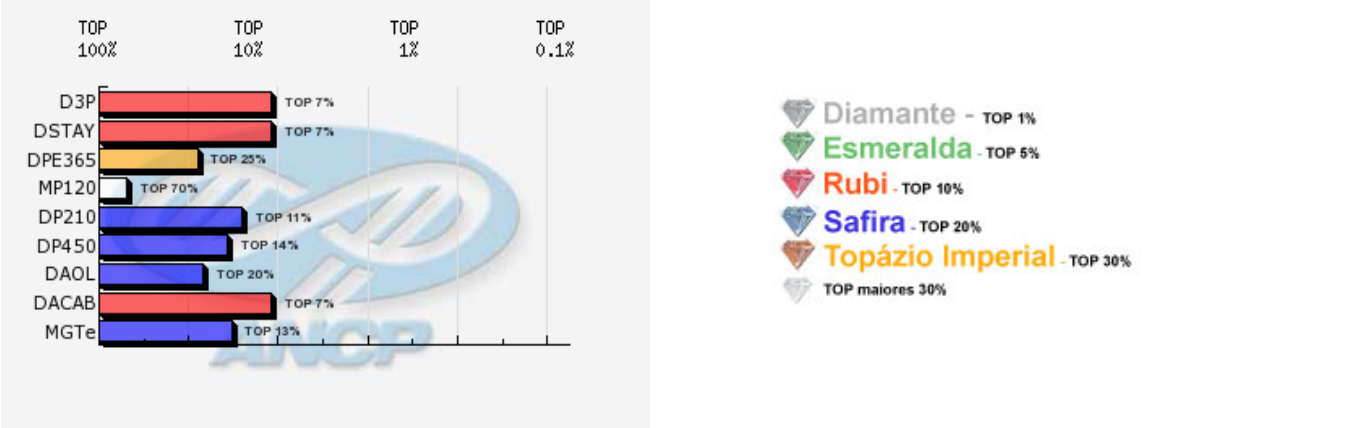 TOP 100%
TOP 10%
TOP 1%
TOP 0.1%
D3P TOP 7%
DSTAY TOP 7%
DPE365 TOP 25%
MP120 TOP 70%
DP210 TOP 11%
DP450 TOP 14%
DAOL TOP 20%
DACAB TOP 7%
MGTe TOP 13%
ANCP
Diamante - TOP 1%
Esmeralda - TOP 5%
Rubi - TOP 10%
Safira - TOP 20%
Topázio Imperial - TOP 30%
TOP maiores 30%